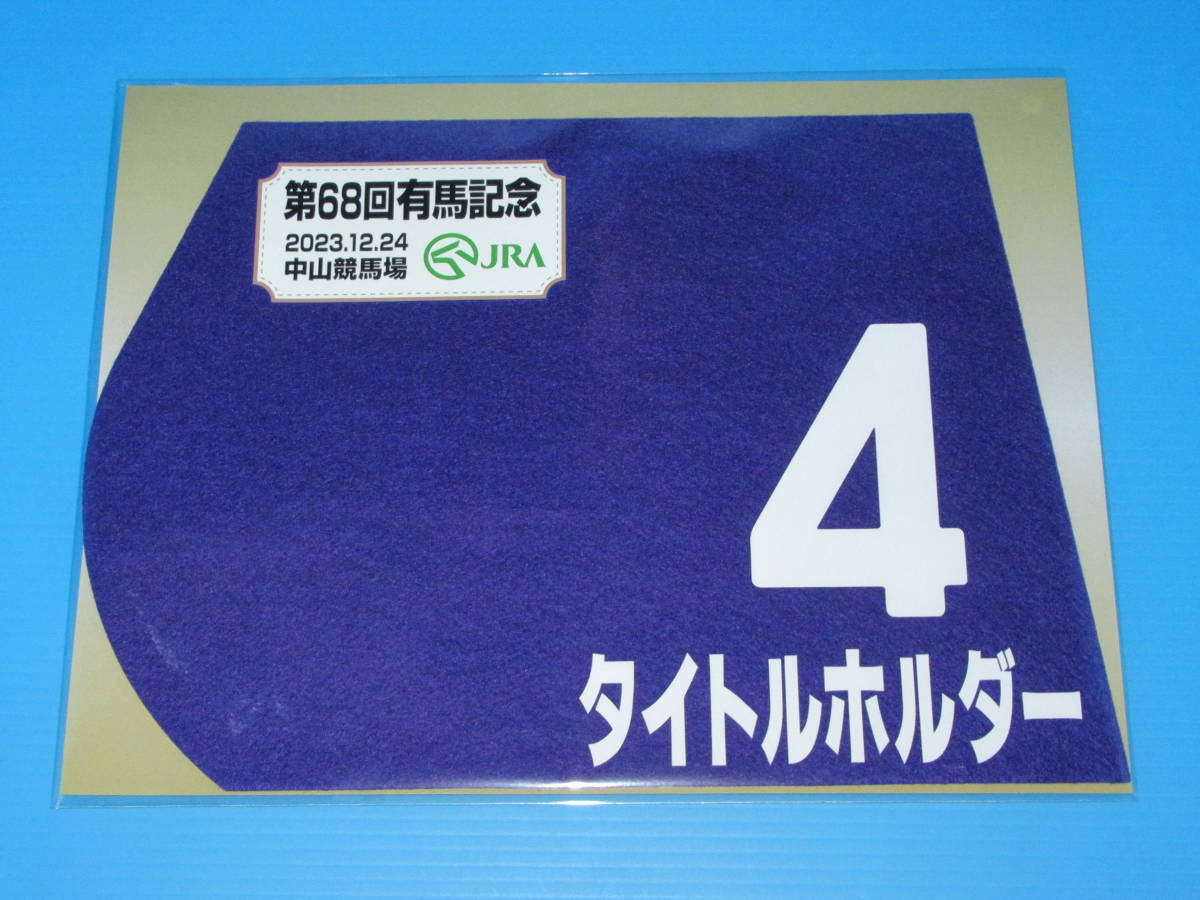 第68回有馬記念
2023.12.24
中山競馬場
JRA
4
タイトルホルダー